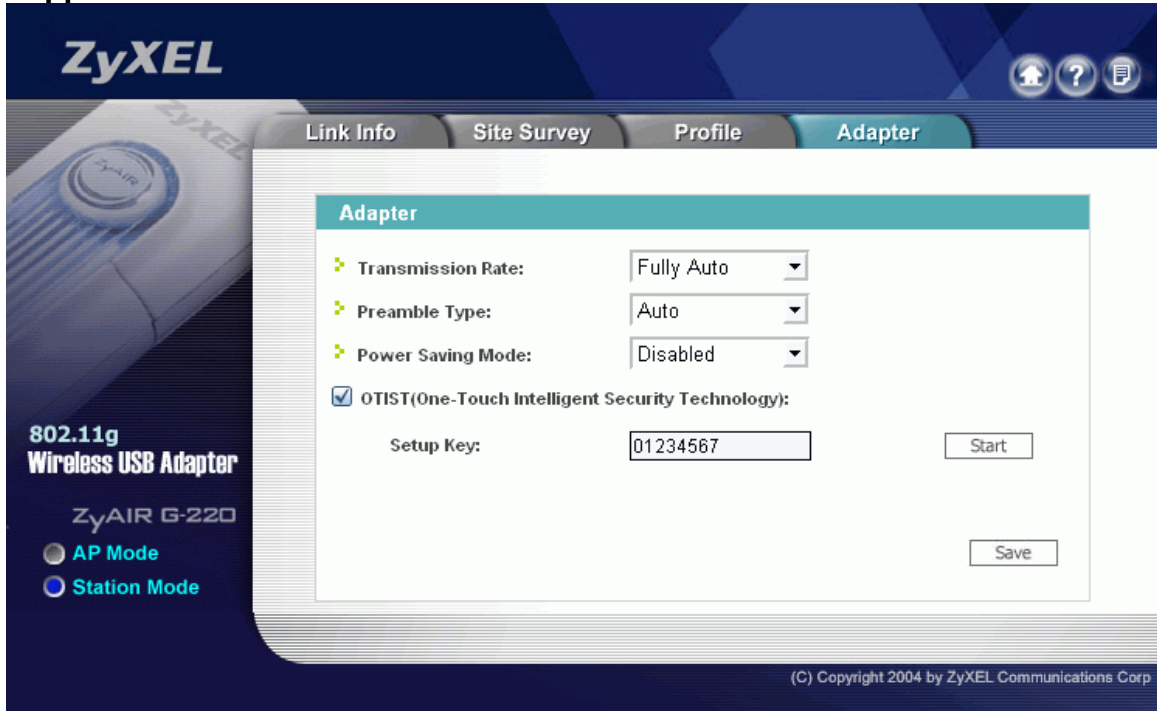 ZyXEL
ZyXEL
ZyAIR
Link Info Site Survey Profile Adapter
Adapter
Transmission Rate: Fully Auto
Preamble Type: Auto
Power Saving Mode: Disabled
OTIST(One-Touch Intelligent Security Technology):
Setup Key: 01234567 Start
Save
802.11g
Wireless USB Adapter
ZyAIR G-220
AP Mode
Station Mode
(C) Copyright 2004 by ZyXEL Communications Corp